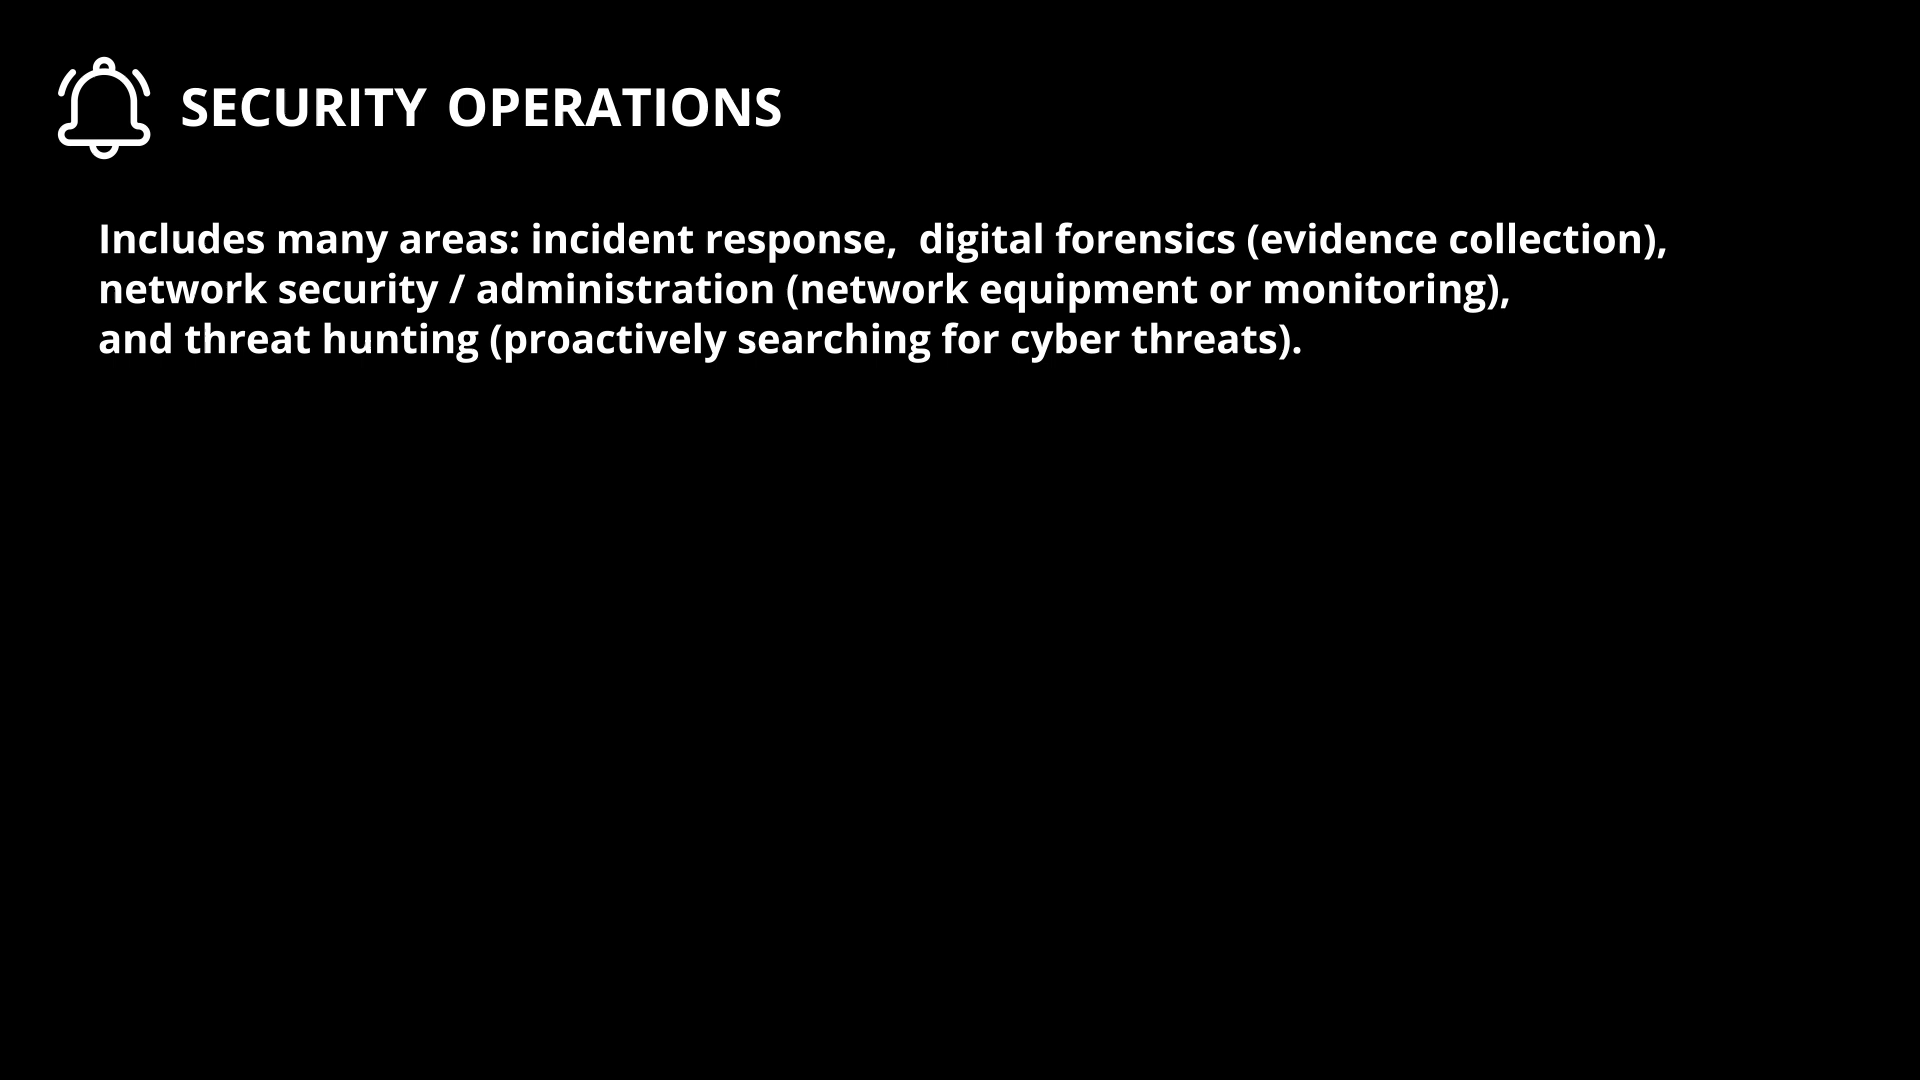 SECURITY OPERATIONS
Includes many areas: incident response,  digital forensics (evidence collection),
network security / administration (network equipment or monitoring),
and threat hunting (proactively searching for cyber threats).